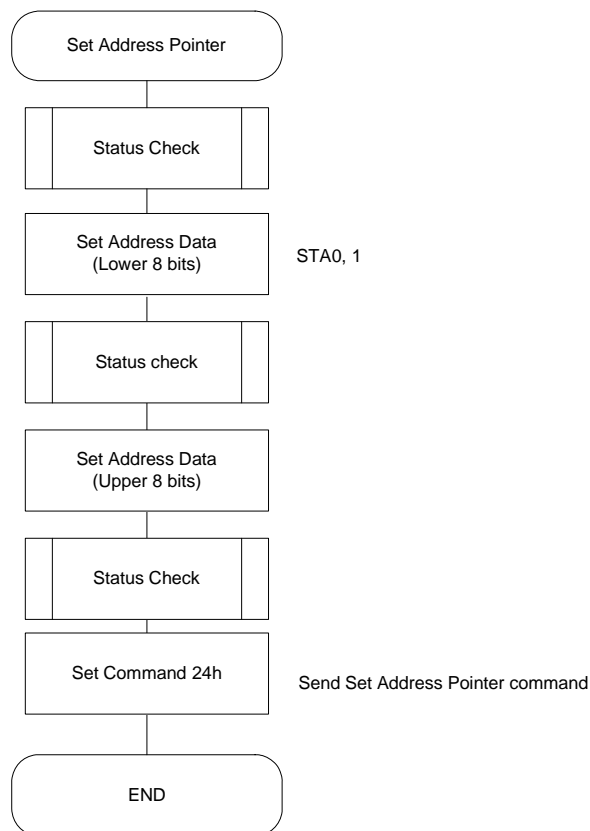 Set Address Pointer
Status Check
Set Address Data
(Lower 8 bits)
STA0, 1
Status check
Set Address Data
(Upper 8 bits)
Status Check
Set Command 24h
Send Set Address Pointer command
END